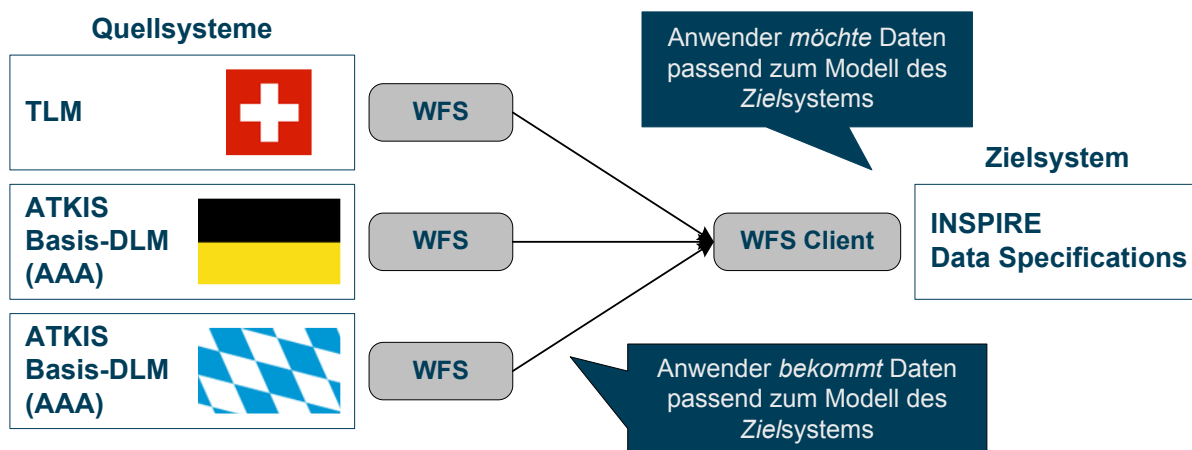 Quellsysteme
TLM
WFS
ATKIS
Basis-DLM
(AAA)
WFS
ATKIS
Basis-DLM
(AAA)
WFS
Anwender möchte Daten
passend zum Modell des
Zielsystems
WFS Client
Zielsystem
INSPIRE
Data Specifications
Anwender bekommt Daten
passend zum Modell des
Zielsystems